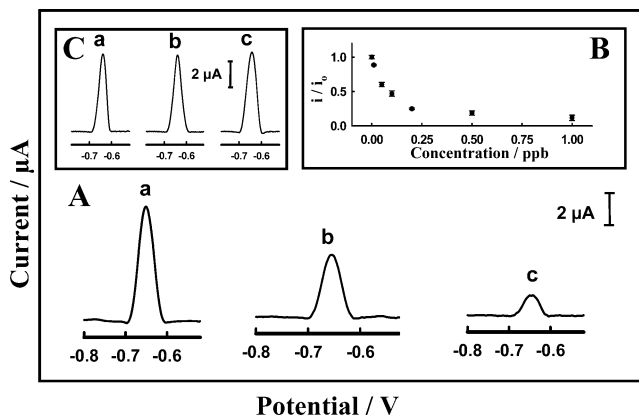 C
a b c
2 µA
-0.7 -0.6 -0.7 -0.6 -0.7 -0.6
B
i / i₀
1.0
0.5
0.0
0.00 0.25 0.50 0.75 1.00
Concentration / ppb
A
a
b
c
2 µA
-0.8 -0.7 -0.6
-0.8 -0.7 -0.6
-0.8 -0.7 -0.6
Current / µA
Potential / V